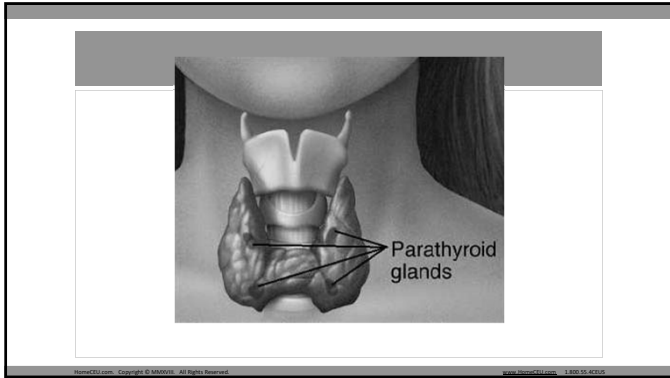 Parathyroid
glands
HomeCEU.com. Copyright © MMXVIII. All Rights Reserved. www.HomeCEU.com 1.800.55.4CEUS